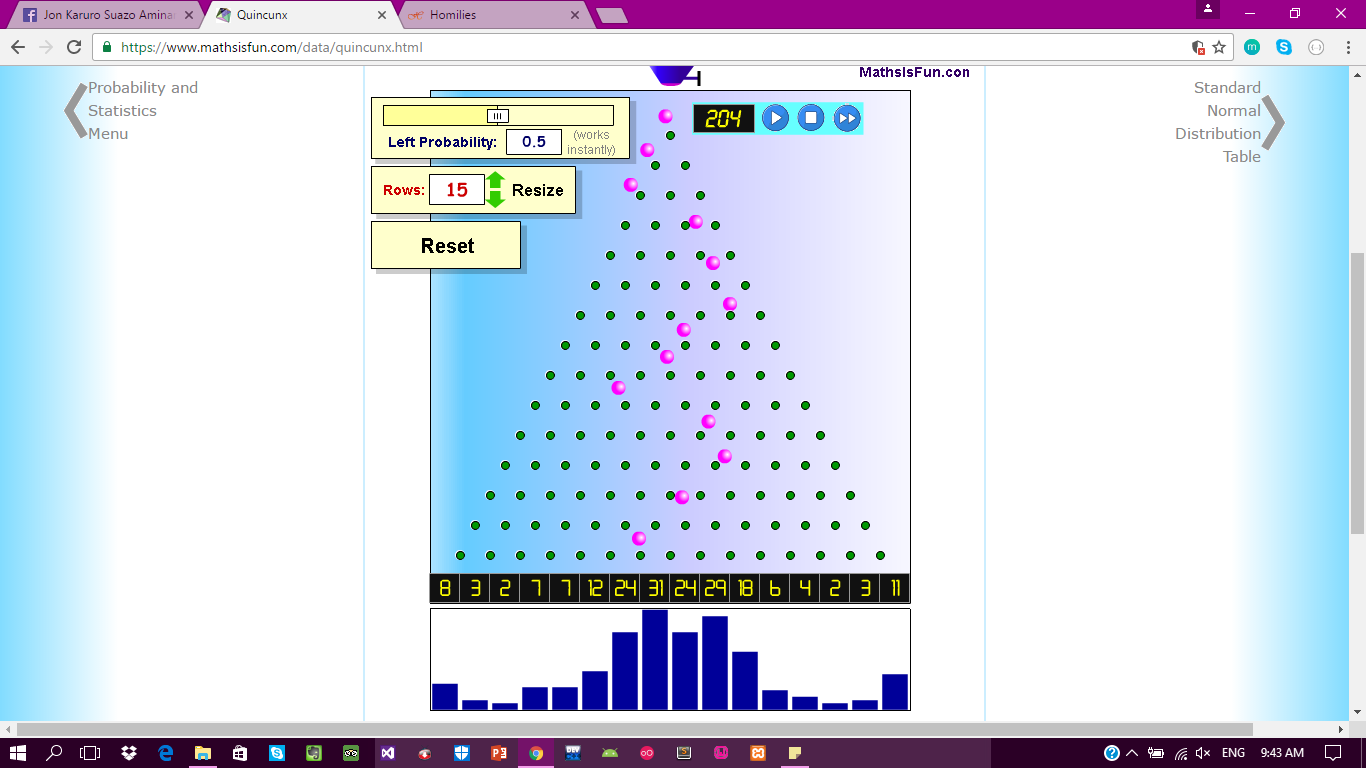 Jon Karuro Suazo Aminar
Quincunx
Homilies
https://www.mathsisfun.com/data/quincunx.html
Probability and
Statistics
Menu
MathsIsFun.con
Standard
Normal
Distribution
Table
Left Probability: 0.5 (works
instantly)
204
Rows: 15 Resize
Reset
8 3 2 7 7 12 24 31 24 29 18 6 4 2 3 11
ENG 9:43 AM